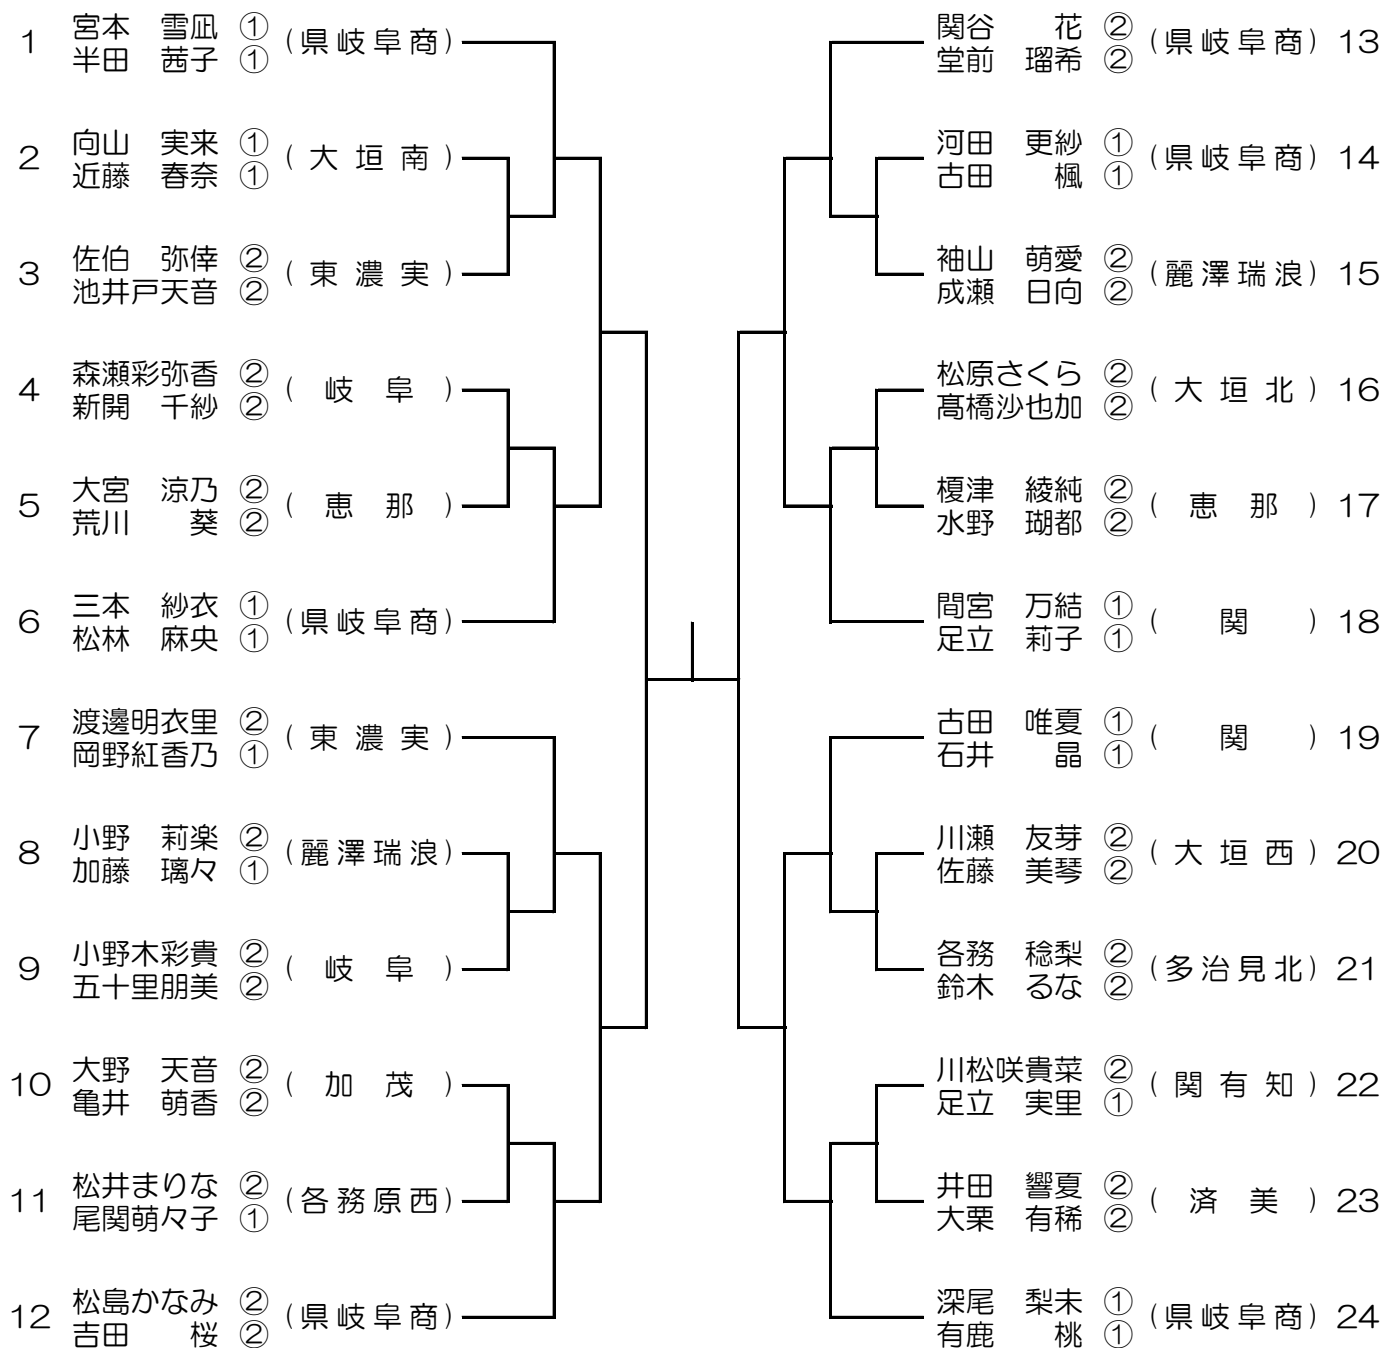 1 宮本 雪凪 ① (県岐阜商)
半田 茜子 ①
2 向山 実来 ① (大垣南)
近藤 春奈 ①
3 佐伯 弥倖 ② (東濃実)
池井戸天音 ②
4 森瀬彩弥香 ② (岐阜)
新開 千紗 ②
5 大宮 涼乃 ② (恵那)
荒川 葵 ②
6 三本 紗衣 ① (県岐阜商)
松林 麻央 ①
7 渡邊明衣里 ② (東濃実)
岡野紅香乃 ①
8 小野 莉楽 ② (麗澤瑞浪)
加藤 璃々 ①
9 小野木彩貴 ② (岐阜)
五十里朋美 ②
10 大野 天音 ② (加茂)
亀井 萌香 ②
11 松井まりな ② (各務原西)
尾関萌々子 ①
12 松島かなみ ② (県岐阜商)
吉田 桜 ②
関谷 花 ② (県岐阜商) 13
堂前 瑠希 ②
河田 更紗 ① (県岐阜商) 14
古田 楓 ①
袖山 萌愛 ② (麗澤瑞浪) 15
成瀬 日向 ②
松原さくら ② (大垣北) 16
髙橋沙也加 ②
榎津 綾純 ② (恵那) 17
水野 瑚都 ②
間宮 万結 ① (関) 18
足立 莉子 ①
古田 唯夏 ① (関) 19
石井 晶 ①
川瀬 友芽 ② (大垣西) 20
佐藤 美琴 ②
各務 稔梨 ② (多治見北) 21
鈴木 るな ②
川松咲貴菜 ② (関有知) 22
足立 実里 ①
井田 響夏 ② (済美) 23
大栗 有稀 ②
深尾 梨未 ① (県岐阜商) 24
有鹿 桃 ①